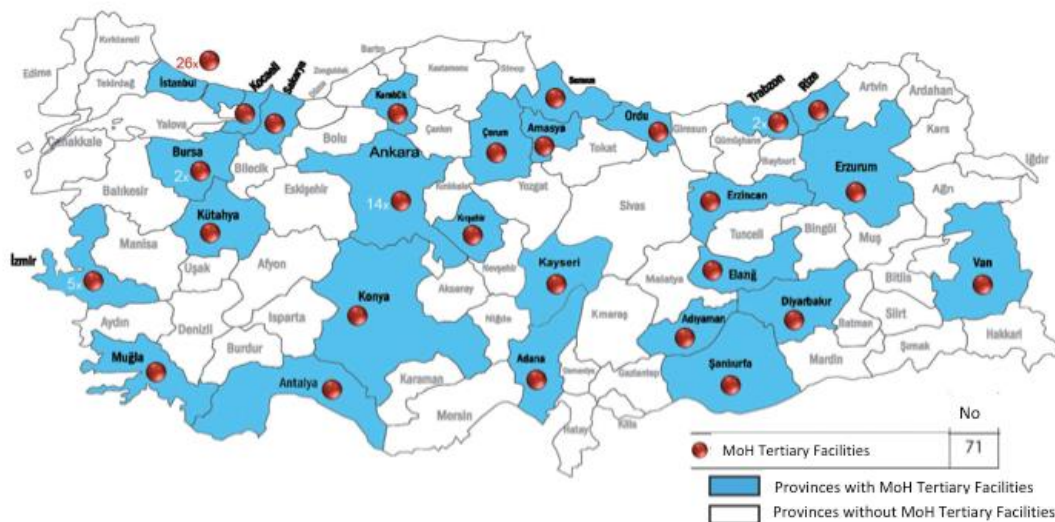 Kırklareli
Edirne
Tekirdağ
26x
İstanbul
Kocaeli
Sakarya
Zonguldak
Bartın
Karabük
Kastamonu
Sinop
Samsun
Trabzon
2x
Rize
Artvin
Ardahan
Kars
Iğdır
Çanakkale
Yalova
Bursa
2x
Bilecik
Bolu
Çankırı
Çorum
Amasya
Ordu
Giresun
Gümüşhane
Bayburt
Tokat
Ankara
14x
Balıkesir
Eskişehir
Kütahya
Kırıkkale
Yozgat
Kırşehir
Sivas
Erzincan
Erzurum
Ağrı
Tunceli
Bingöl
Muş
İzmir
5x
Manisa
Uşak
Afyon
Nevşehir
Kayseri
Malatya
Elazığ
Bitlis
Van
Aydın
Denizli
Isparta
Konya
Aksaray
Niğde
K.maraş
Adıyaman
Diyarbakır
Batman
Siirt
Şırnak
Hakkari
Muğla
Burdur
Antalya
Karaman
Adana
Gaziantep
Şanlıurfa
Mardin
Mersin
Hatay
Kilis
No
MoH Tertiary Facilities
71
Provinces with MoH Tertiary Facilities
Provinces without MoH Tertiary Facilities